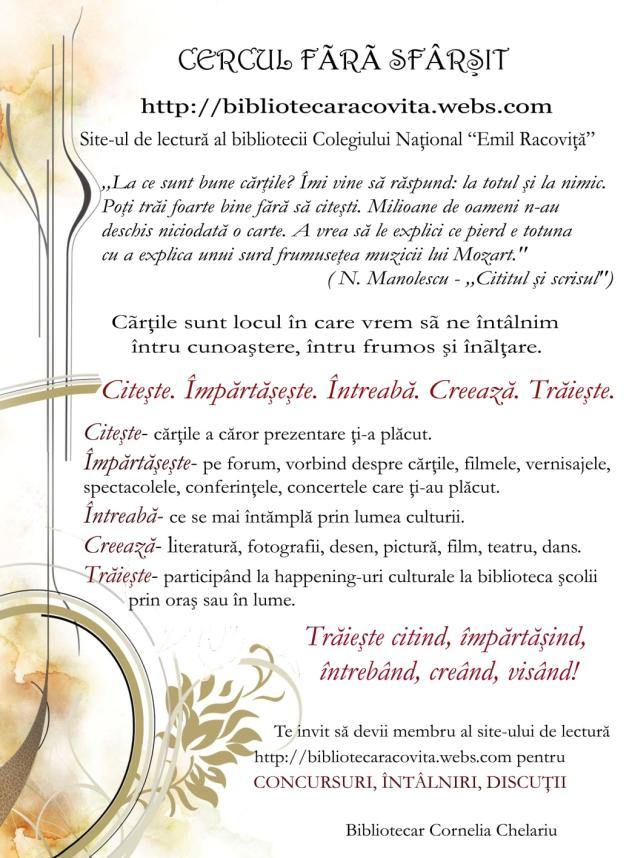 CERCUL FÃRÃ SFÂRŞIT
http://bibliotecaracovita.webs.com
Site-ul de lectură al bibliotecii Colegiului Naţional “Emil Racoviţă”
,,La ce sunt bune cărţile? Îmi vine să răspund: la totul şi la nimic.
Poţi trăi foarte bine fără să citeşti. Milioane de oameni n-au
deschis niciodată o carte. A vrea să le explici ce pierd e totuna
cu a explica unui surd frumuseţea muzicii lui Mozart."
( N. Manolescu - ,,Cititul şi scrisul")
Cãrţile sunt locul în care vrem sã ne întâlnim
întru cunoaştere, întru frumos şi înãlţare.
Citeşte. Împărtăşeşte. Întreabă. Creează. Trăieşte.
Citeşte- cărţile a căror prezentare ţi-a plăcut.
Împărtăşeşte- pe forum, vorbind despre cărţile, filmele, vernisajele,
spectacolele, conferinţele, concertele care ţi-au plăcut.
Întreabă- ce se mai întămplă prin lumea culturii.
Creează- literatură, fotografii, desen, pictură, film, teatru, dans.
Trăieşte- participând la happening-uri culturale la biblioteca şcolii
prin oraş sau în lume.
Trăieşte citind, împărtăşind,
întrebând, creând, visând!
Te invit să devii membru al site-ului de lectură
http://bibliotecaracovita.webs.com pentru
CONCURSURI, ÎNTÂLNIRI, DISCUŢII
Bibliotecar Cornelia Chelariu